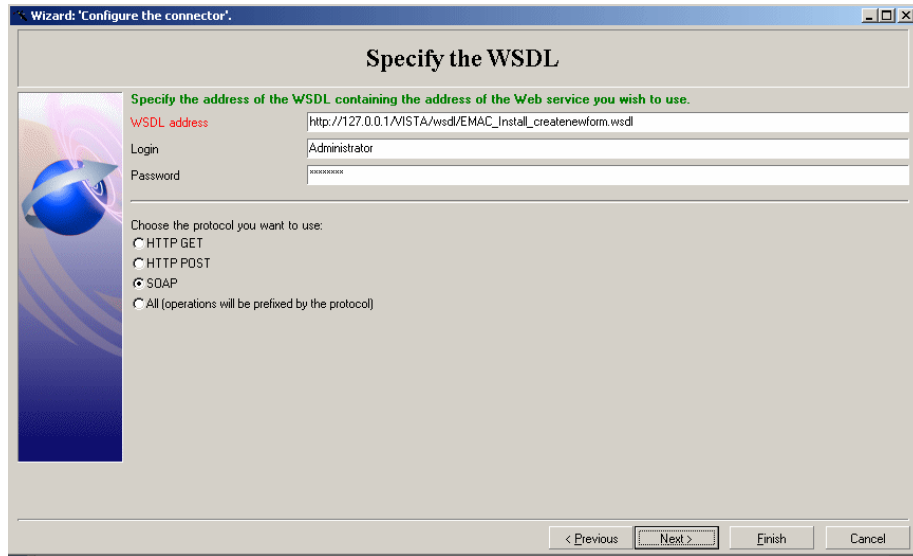 Wizard: 'Configure the connector'.
Specify the WSDL
Specify the address of the WSDL containing the address of the Web service you wish to use.
WSDL address http://127.0.0.1/VISTA/wsdl/EMAC_Install_createnewform.wsdl
Login Administrator
Password ********
Choose the protocol you want to use:
HTTP GET
HTTP POST
SOAP
All (operations will be prefixed by the protocol)
< Previous Next > Finish Cancel